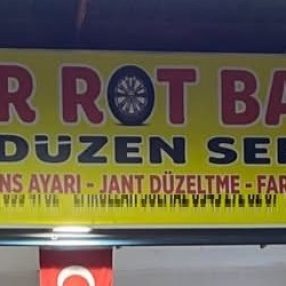 R ROT BA
DÜZEN SE
NS AYARI - JANT DÜZELTME - FAR